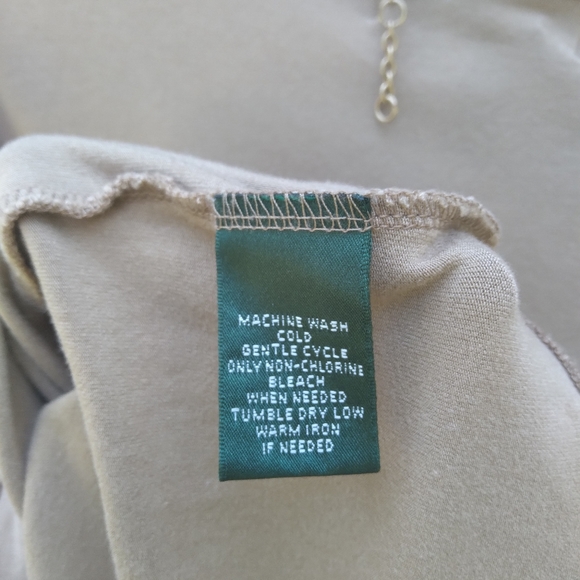 MACHINE WASH
COLD
GENTLE CYCLE
ONLY NON-CHLORINE
BLEACH
WHEN NEEDED
TUMBLE DRY LOW
WARM IRON
IF NEEDED